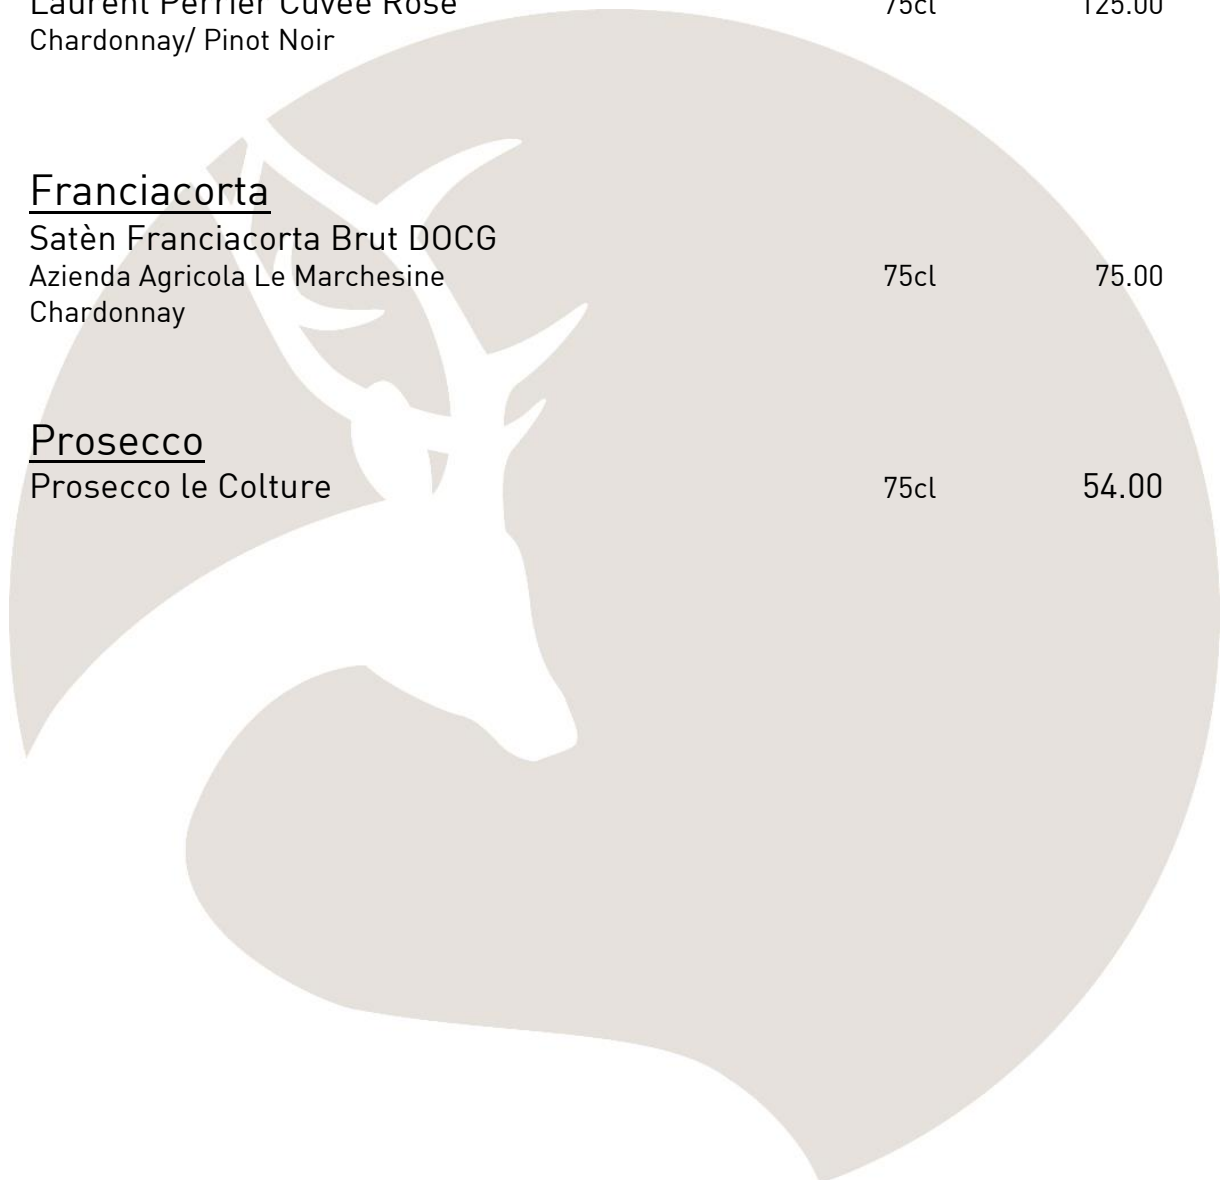 Laurent Perrier Cuvée Rosé 75cl 125.00
Chardonnay/ Pinot Noir
Franciacorta
Satèn Franciacorta Brut DOCG
Azienda Agricola Le Marchesine 75cl 75.00
Chardonnay
Prosecco
Prosecco le Colture 75cl 54.00